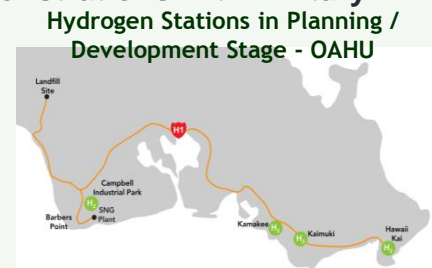 Hydrogen Stations in Planning /
Development Stage - OAHU
Landfill
Site
H1
Campbell
Industrial Park
H2
SNG
Plant
Barbers
Point
Kamakee
H2
Kaimuki
H2
Hawaii
Kai
H2